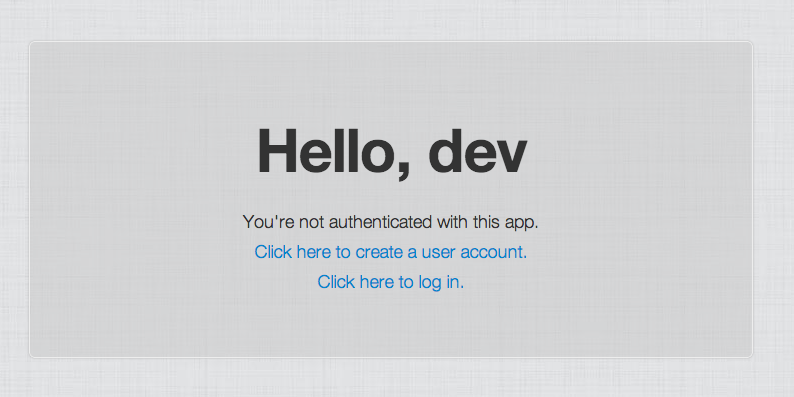 Hello, dev
You're not authenticated with this app.
Click here to create a user account.
Click here to log in.